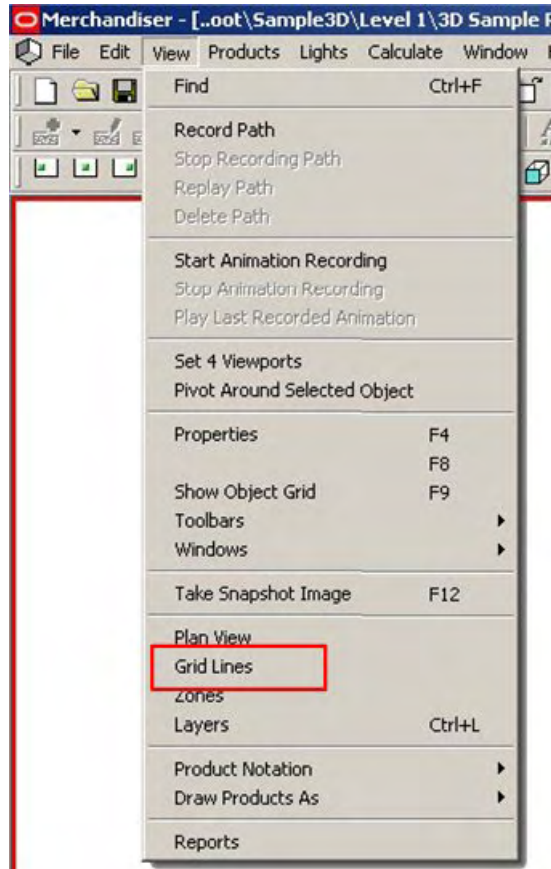 Merchandiser - [..oot\Sample3D\Level 1\3D Sample
File Edit View Products Lights Calculate Window
Find Ctrl+F
Record Path
Stop Recording Path
Replay Path
Delete Path
Start Animation Recording
Stop Animation Recording
Play Last Recorded Animation
Set 4 Viewports
Pivot Around Selected Object
Properties F4
F8
Show Object Grid F9
Toolbars
Windows
Take Snapshot Image F12
Plan View
Grid Lines
Zones
Layers Ctrl+L
Product Notation
Draw Products As
Reports